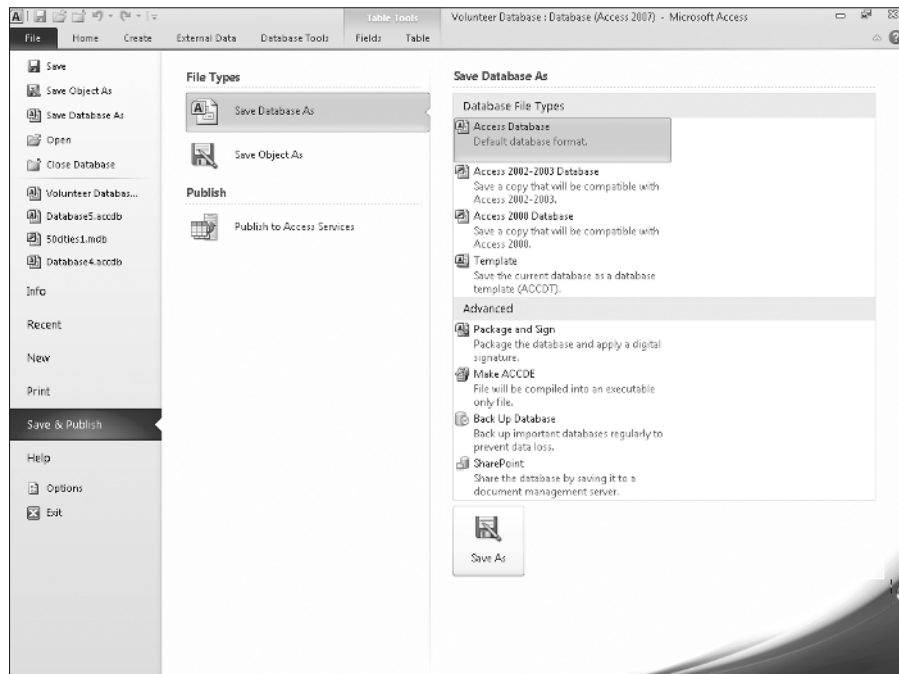 Table Tools
Volunteer Database : Database (Access 2007) - Microsoft Access
File Home Create External Data Database Tools Fields Table
Save
Save Object As
Save Database As
Open
Close Database
Volunteer Databas...
Database5.accdb
50cities1.mdb
Database4.accdb
Info
Recent
New
Print
Save & Publish
Help
Options
Exit
File Types
Save Database As
Save Object As
Publish
Publish to Access Services
Save Database As
Database File Types
Access Database
Default database format.
Access 2002-2003 Database
Save a copy that will be compatible with
Access 2002-2003.
Access 2000 Database
Save a copy that will be compatible with
Access 2000.
Template
Save the current database as a database
template (ACCDT).
Advanced
Package and Sign
Package the database and apply a digital
signature.
Make ACCDE
File will be compiled into an executable
only file.
Back Up Database
Back up important databases regularly to
prevent data loss.
SharePoint
Share the database by saving it to a
document management server.
Save As